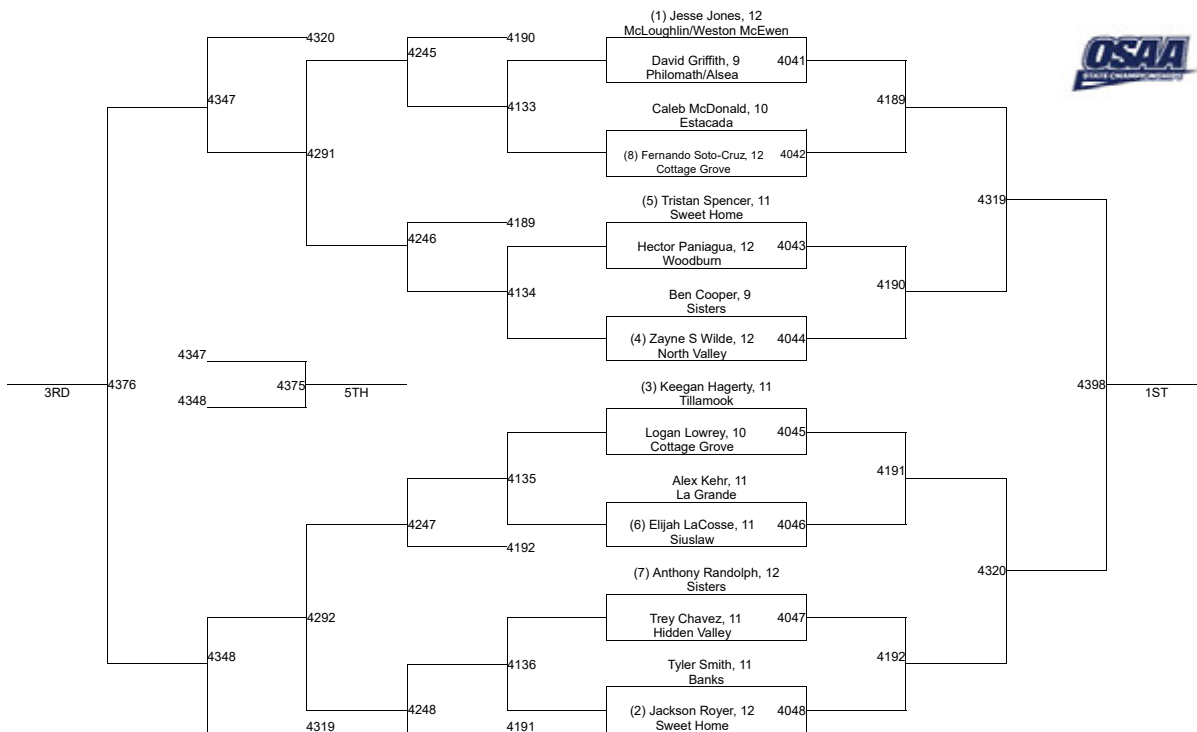 (1) Jesse Jones, 12
McLoughlin/Weston McEwen
OSAA
STATE CHAMPIONSHIPS
4320
4245
4190
David Griffith, 9
4041
Philomath/Alsea
4347
4133
4189
Caleb McDonald, 10
Estacada
4291
(8) Fernando Soto-Cruz, 12
4042
Cottage Grove
(5) Tristan Spencer, 11
Sweet Home
4319
4246
4189
Hector Paniagua, 12
4043
Woodburn
4134
4190
Ben Cooper, 9
Sisters
(4) Zayne S Wilde, 12
4044
North Valley
4347
3RD
4376
4375
5TH
4348
(3) Keegan Hagerty, 11
Tillamook
4398
1ST
Logan Lowrey, 10
4045
Cottage Grove
4135
4191
Alex Kehr, 11
La Grande
4247
(6) Elijah LaCosse, 11
4046
Siuslaw
4192
(7) Anthony Randolph, 12
Sisters
4320
4292
Trey Chavez, 11
4047
Hidden Valley
4348
4136
4192
Tyler Smith, 11
Banks
4248
(2) Jackson Royer, 12
4048
Sweet Home
4319
4191